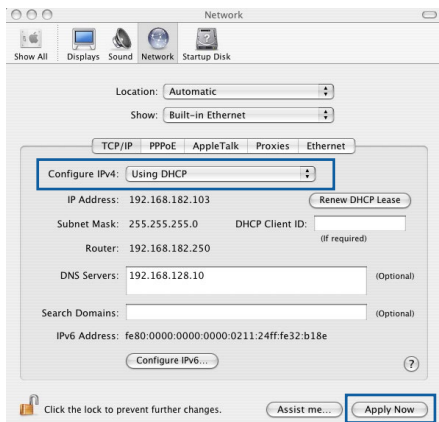 Network
Show All Displays Sound Network Startup Disk
Location: Automatic
Show: Built-in Ethernet
TCP/IP PPPoE AppleTalk Proxies Ethernet
Configure IPv4: Using DHCP
IP Address: 192.168.182.103 Renew DHCP Lease
Subnet Mask: 255.255.255.0 DHCP Client ID:
(If required)
Router: 192.168.182.250
DNS Servers: 192.168.128.10 (Optional)
Search Domains: (Optional)
IPv6 Address: fe80:0000:0000:0000:0211:24ff:fe32:b18e
Configure IPv6... ?
Click the lock to prevent further changes. Assist me... Apply Now